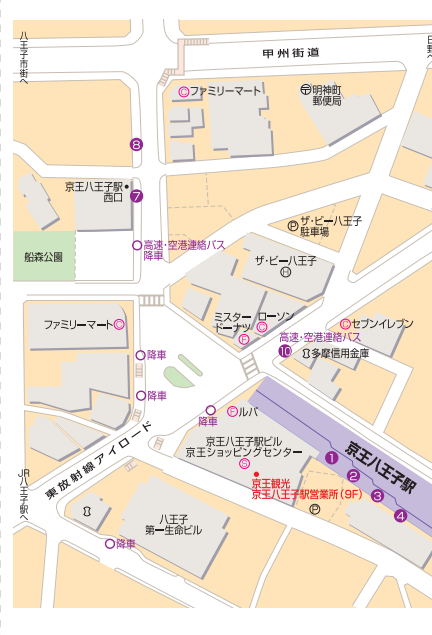 八王子市街へ
甲州街道
日野へ
Ⓒファミリーマート
〒明神町
郵便局
8
京王八王子駅
西口
7
Ⓟザ・ビー八王子
駐車場
高速・空港連絡バス
降車
船森公園
ザ・ビー八王子
Ⓗ
ミスター
ドーナツ
Ⓕ
ローソン
Ⓒ
Ⓒセブンイレブン
ファミリーマートⒸ
高速・空港連絡バス
10
多摩信用金庫
降車
降車
降車
Ⓕルパ
京王八王子駅ビル
京王ショッピングセンター
Ⓢ
京王観光
京王八王子駅営業所（9F）
京王八王子駅
1
2
3
4
Ⓟ
東放射線アイロード
JR八王子駅へ
八王子
第一生命ビル
降車